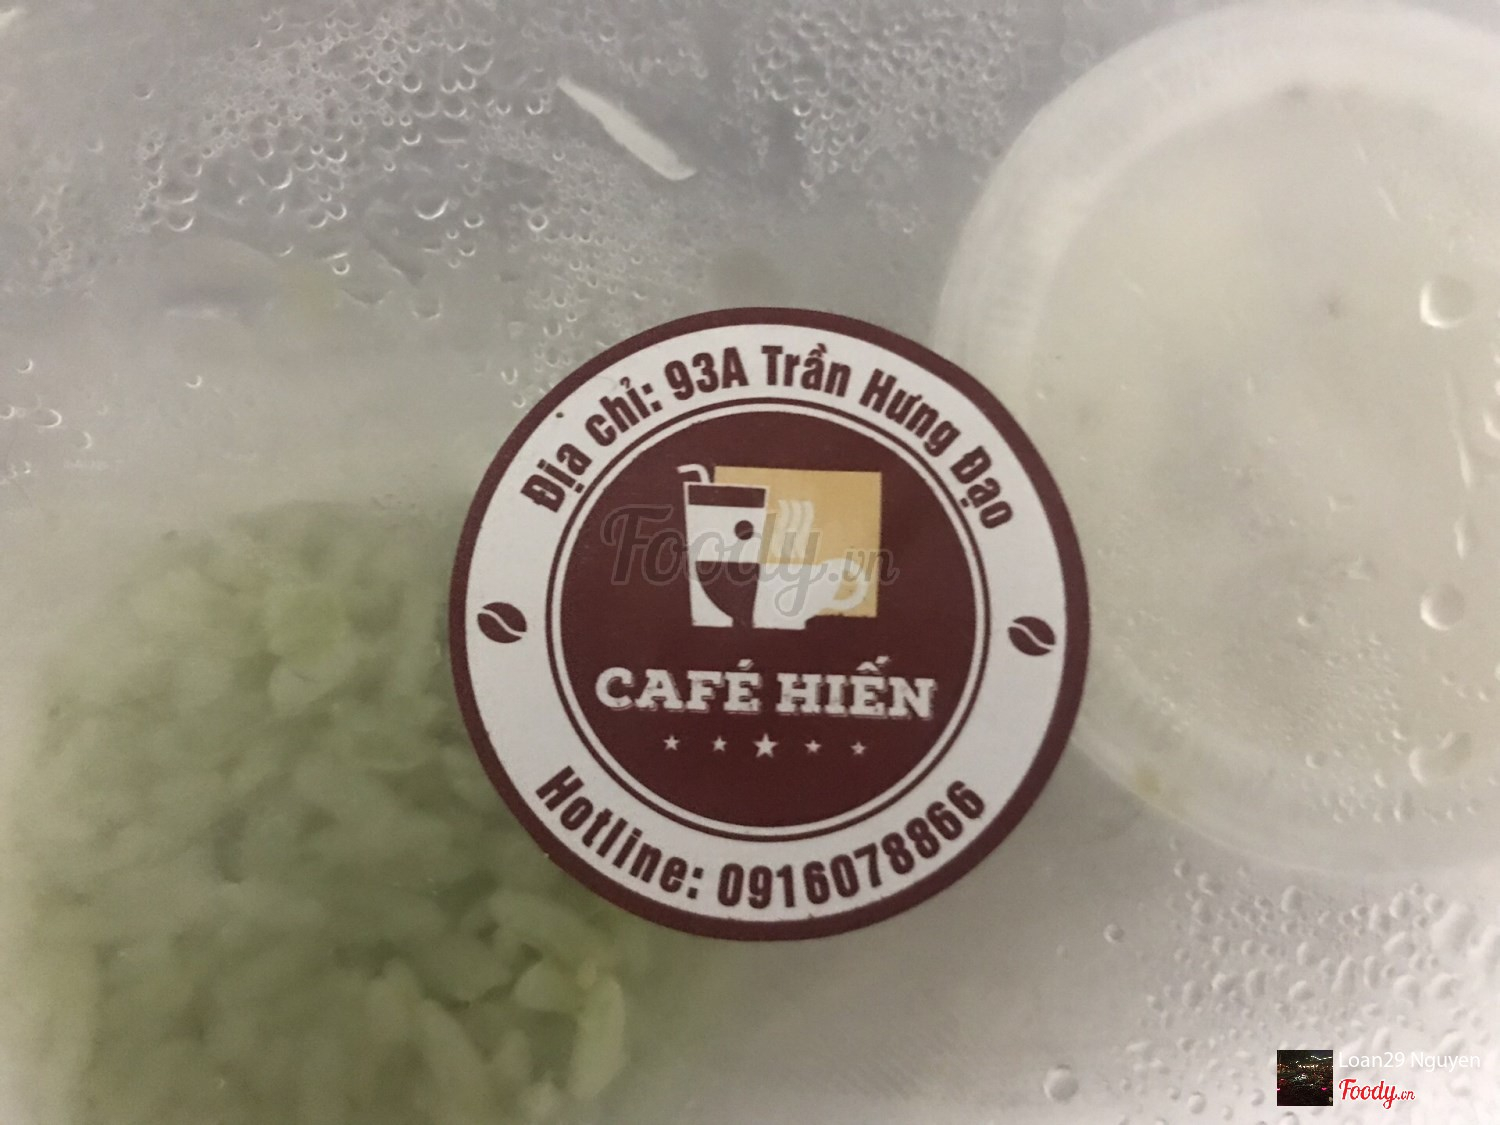 Địa chỉ: 93A Trần Hưng Đạo
Foody.vn
CAFÉ HIẾN
Hotline: 0916078866
Loan29 Nguyen
Foody.vn